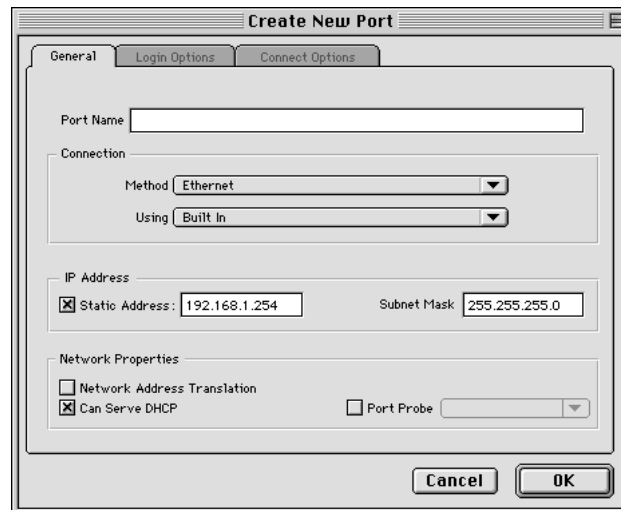 Create New Port
General
Login Options
Connect Options
Port Name
Connection
Method
Ethernet
Using
Built In
IP Address
Static Address: 192.168.1.254
Subnet Mask 255.255.255.0
Network Properties
Network Address Translation
Can Serve DHCP
Port Probe
Cancel
OK